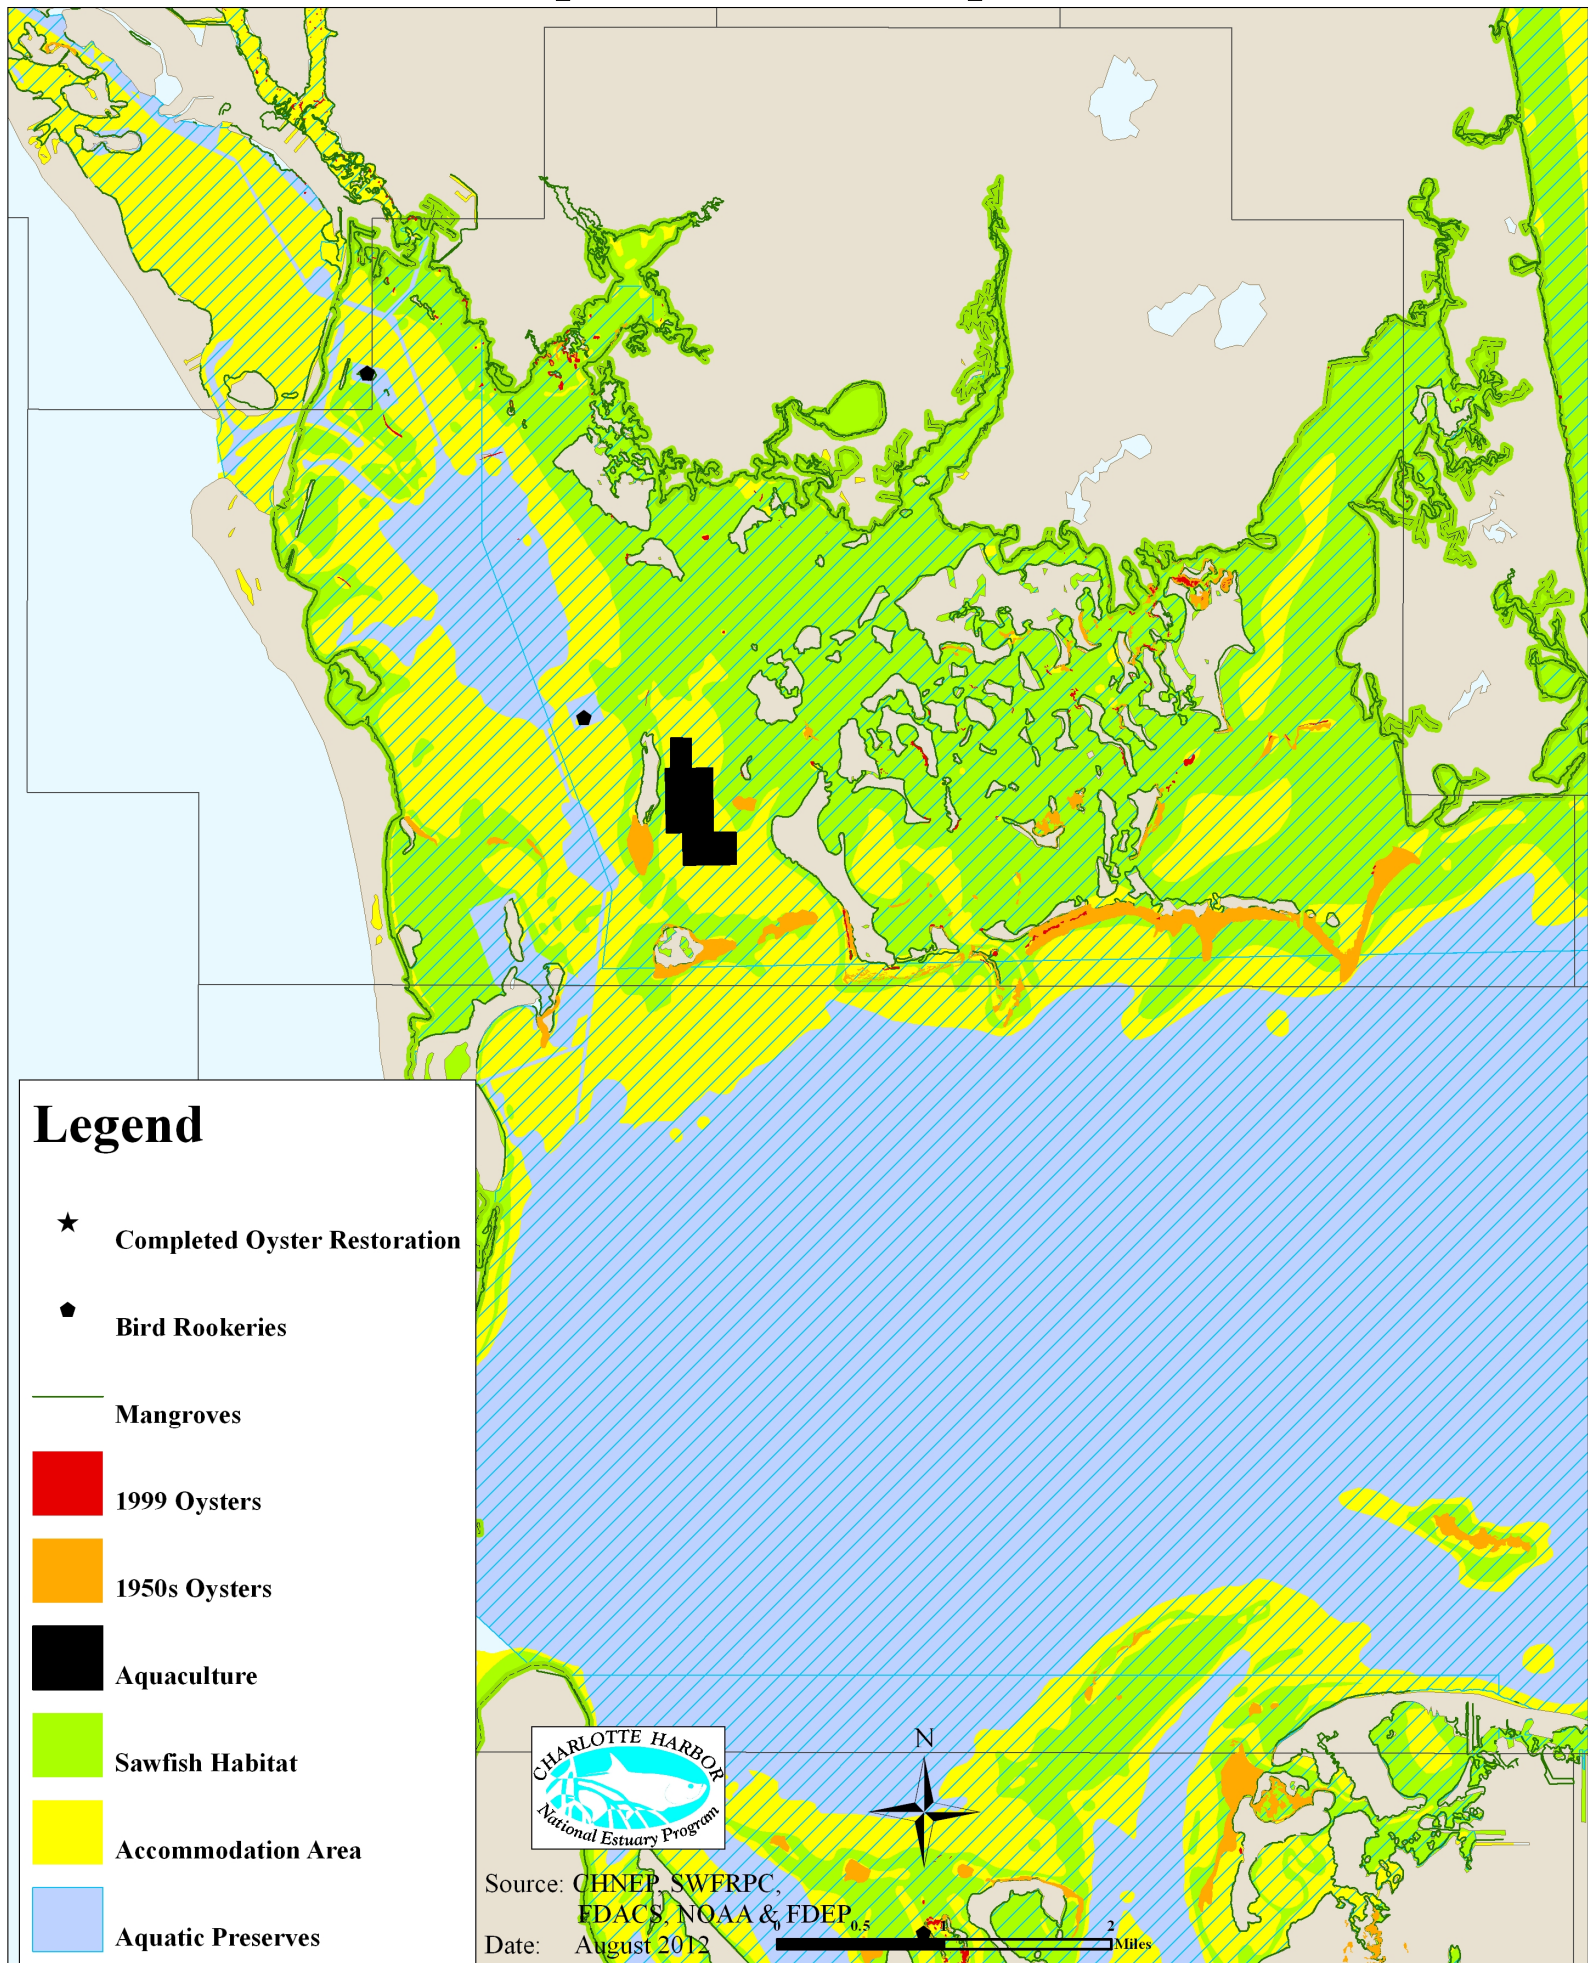 Legend
Completed Oyster Restoration
Bird Rookeries
Mangroves
1999 Oysters
1950s Oysters
Aquaculture
Sawfish Habitat
Accommodation Area
Aquatic Preserves
CHARLOTTE HARBOR
National Estuary Program
N
Source: CHNEP, SWFRPC,
FDACS, NOAA & FDEP
Date: August 2012
0 0.5 1 2
Miles